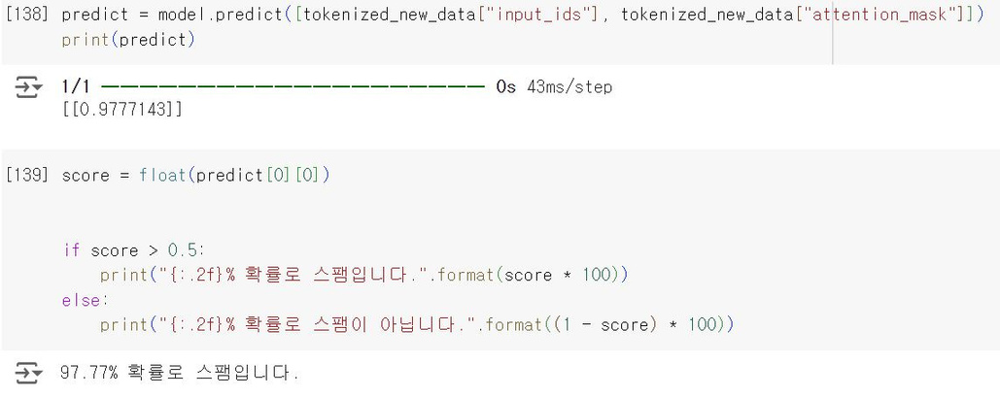 [138] predict = model.predict([tokenized_new_data["input_ids"], tokenized_new_data["attention_mask"]])
print(predict)
1/1 ━━━━━━━━━━━━━━━━━━━━ 0s 43ms/step
[[0.9777143]]
[139] score = float(predict[0][0])
if score > 0.5:
print("{:.2f}% 확률로 스팸입니다.".format(score * 100))
else:
print("{:.2f}% 확률로 스팸이 아닙니다.".format((1 - score) * 100))
97.77% 확률로 스팸입니다.